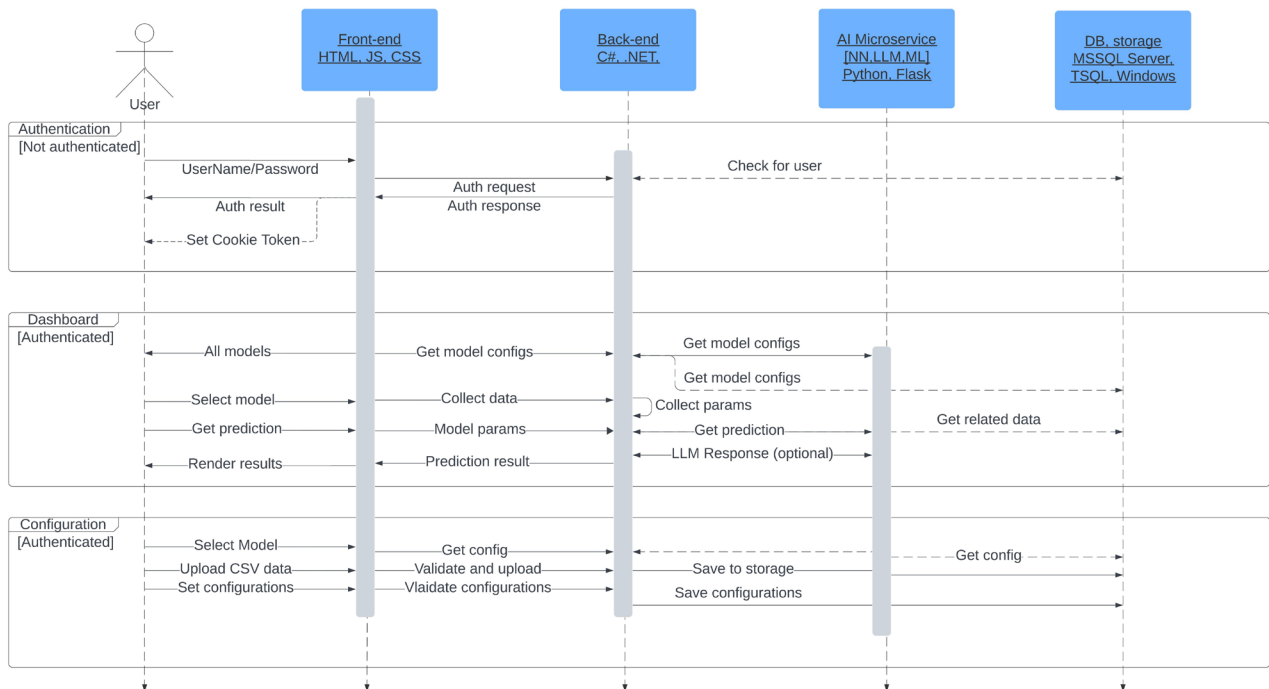 Front-end
HTML, JS, CSS
Back-end
C#, .NET,
AI Microservice
[NN,LLM,ML]
Python, Flask
DB, storage
MSSQL Server,
TSQL, Windows
User
Authentication
[Not authenticated]
UserName/Password
Check for user
Auth request
Auth result
Auth response
Set Cookie Token
Dashboard
[Authenticated]
All models
Get model configs
Get model configs
Get model configs
Select model
Collect data
Collect params
Get prediction
Model params
Get prediction
Get related data
Render results
Prediction result
LLM Response (optional)
Configuration
[Authenticated]
Select Model
Get config
Get config
Upload CSV data
Validate and upload
Save to storage
Set configurations
Vlaidate configurations
Save configurations